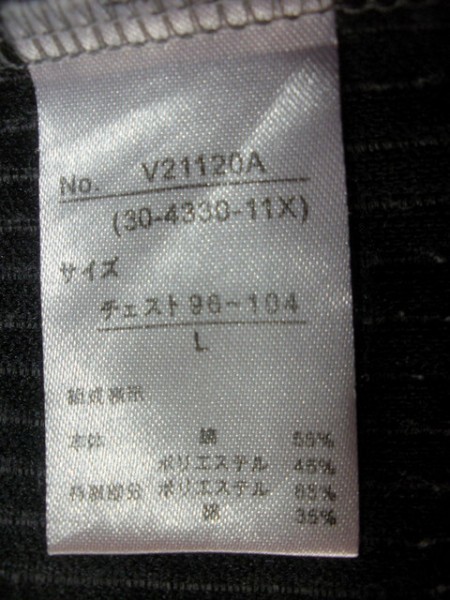 No. V21120A
(30-4330-11X)
サイズ
チェスト 96~104
L
組成表示
本体 綿 55%
ポリエステル 45%
特別部分 ポリエステル 65%
綿 35%